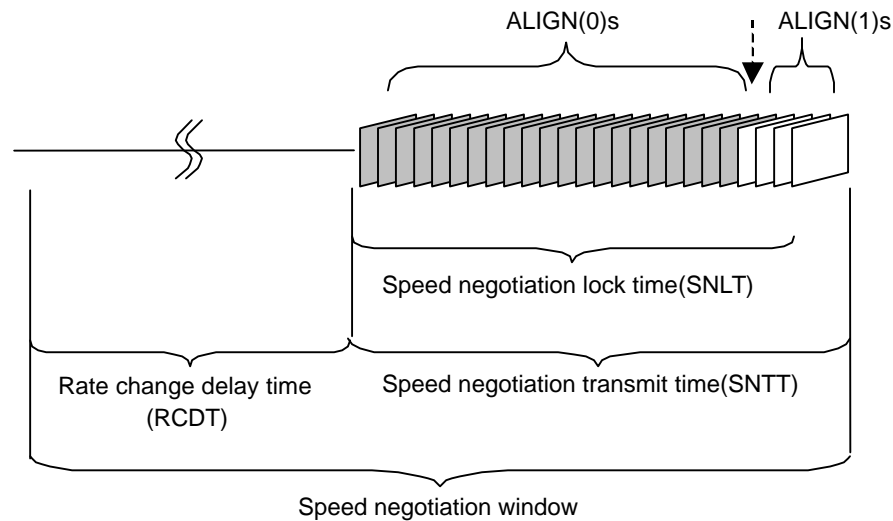 ALIGN(0)s
ALIGN(1)s
Speed negotiation lock time(SNLT)
Rate change delay time
(RCDT)
Speed negotiation transmit time(SNTT)
Speed negotiation window